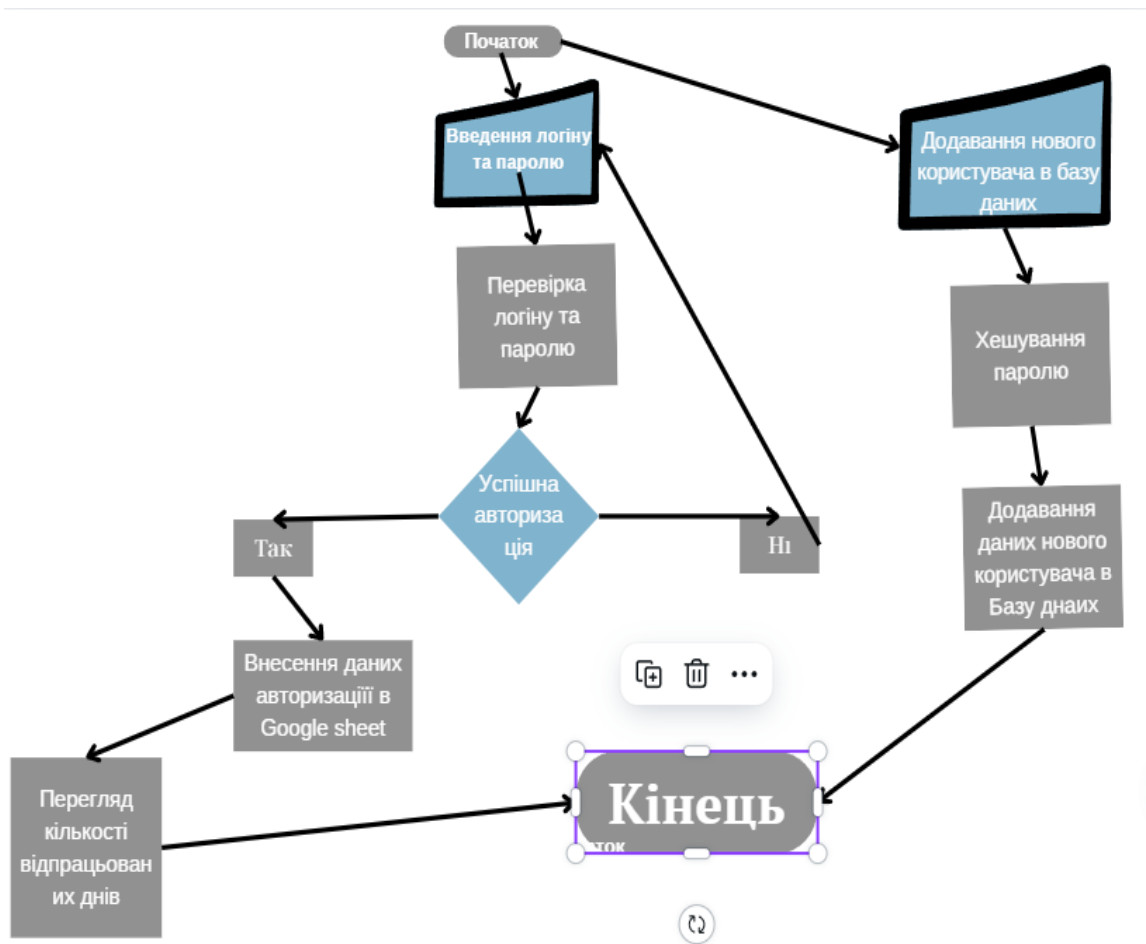 Початок
Введення логіну
та паролю
Додавання нового
користувача в базу
даних
Перевірка
логіну та
паролю
Хешування
паролю
Успішна
авториза
ція
Так
Ні
Додавання
даних нового
користувача в
Базу днаих
Внесення даних
авторизаціїї в
Google sheet
Перегляд
кількості
відпрацьован
их днів
Кінець
ток